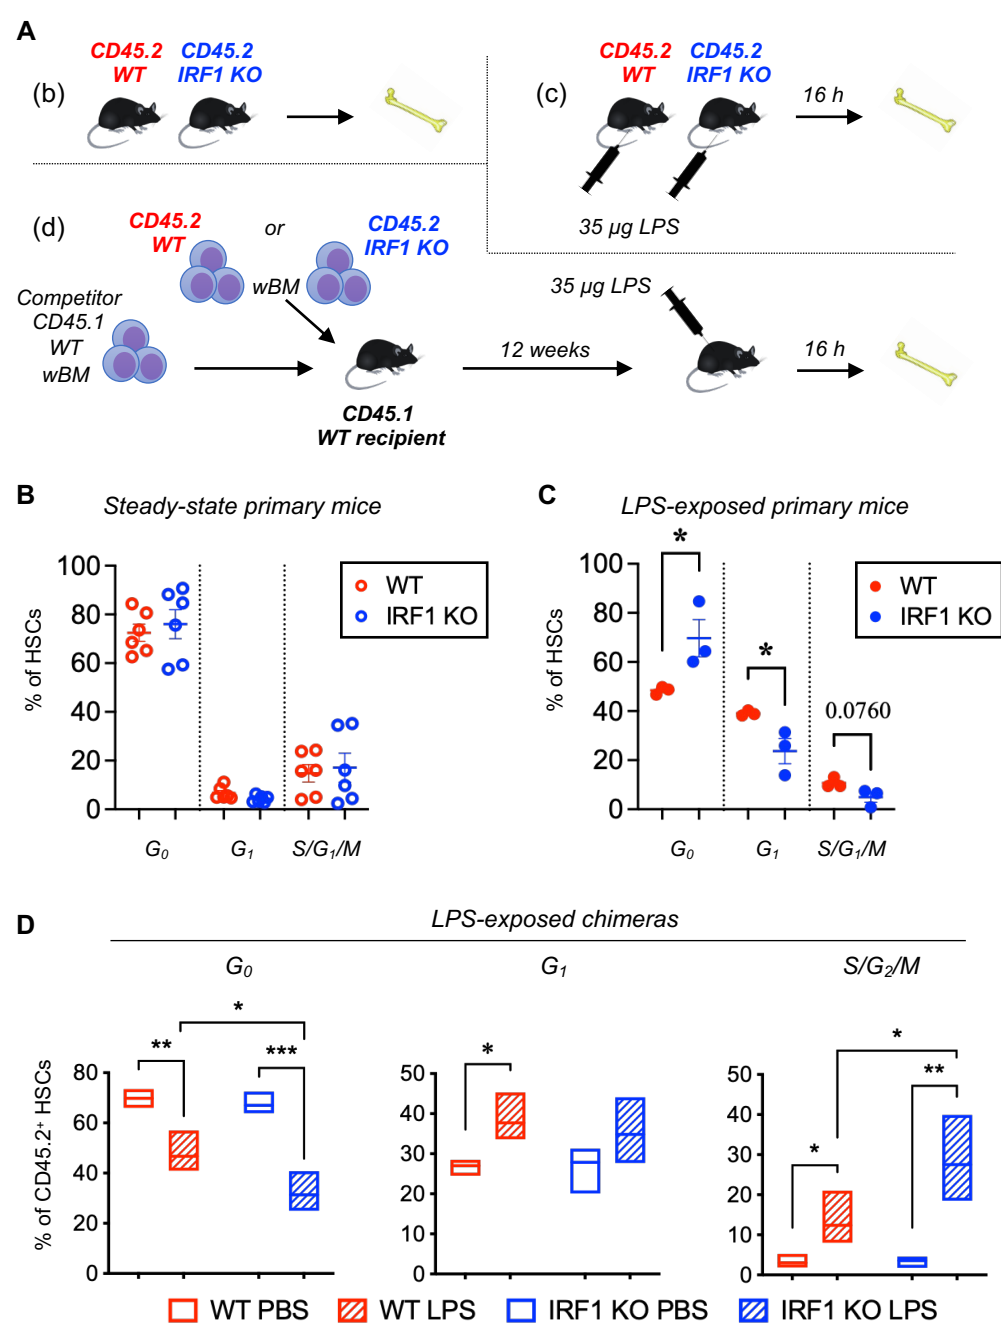 A
CD45.2 WT
CD45.2 IRF1 KO
(b)
(c)
CD45.2 WT
CD45.2 IRF1 KO
16 h
35 µg LPS
(d)
CD45.2 WT
or
CD45.2 IRF1 KO
wBM
Competitor
CD45.1
WT
wBM
CD45.1
WT recipient
12 weeks
35 µg LPS
16 h
B
Steady-state primary mice
% of HSCs
100
80
60
40
20
0
WT
IRF1 KO
G0
G1
S/G1/M
C
LPS-exposed primary mice
% of HSCs
100
80
60
40
20
0
*
*
0.0760
WT
IRF1 KO
G0
G1
S/G1/M
D
LPS-exposed chimeras
G0
G1
S/G2/M
% of CD45.2+ HSCs
80
60
40
20
0
**
*
***
50
40
30
20
10
0
*
50
40
30
20
10
0
*
*
**
WT PBS
WT LPS
IRF1 KO PBS
IRF1 KO LPS